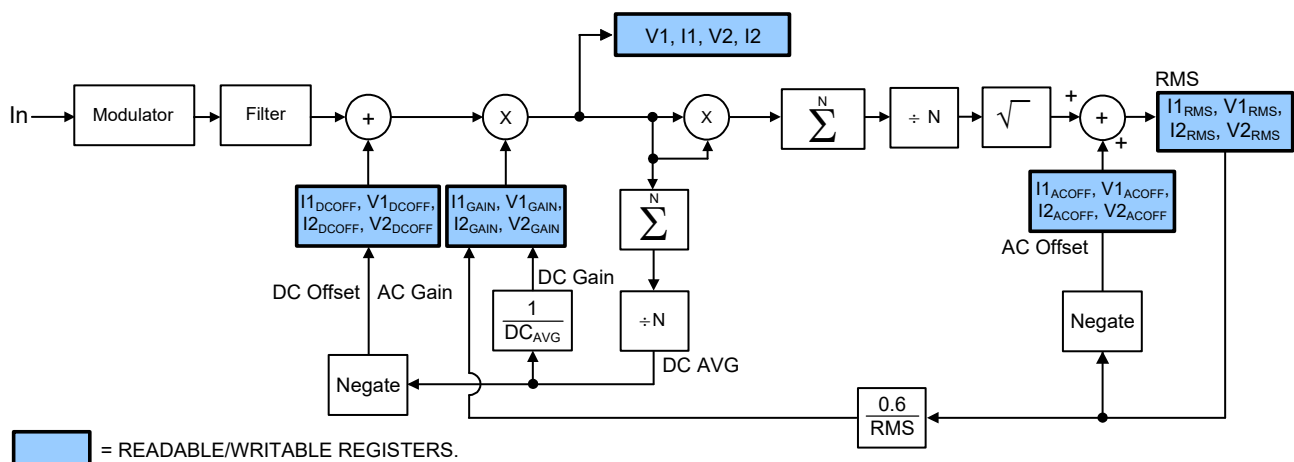 V1, I1, V2, I2
RMS
In
Modulator
Filter
+
X
X
N
∑
÷ N
√
+
+
+
I1RMS, V1RMS,
I2RMS, V2RMS
I1DCOFF, V1DCOFF,
I2DCOFF, V2DCOFF
I1GAIN, V1GAIN,
I2GAIN, V2GAIN
N
∑
I1ACOFF, V1ACOFF,
I2ACOFF, V2ACOFF
AC Offset
DC Offset
AC Gain
DC Gain
1
DCAVG
÷N
Negate
DC AVG
Negate
0.6
RMS
= READABLE/WRITABLE REGISTERS.